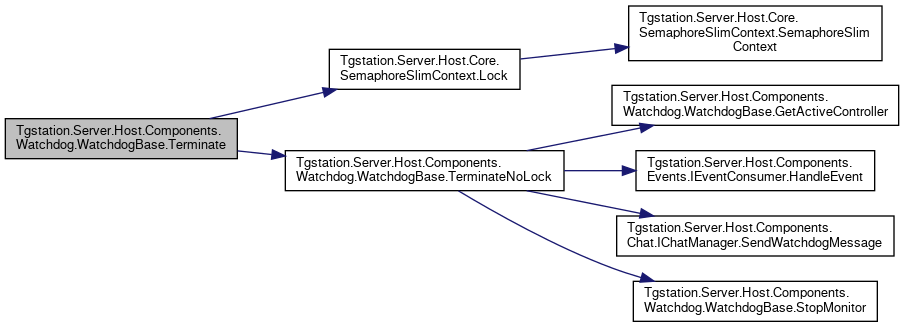 Tgstation.Server.Host.Components.
Watchdog.WatchdogBase.Terminate
Tgstation.Server.Host.Core.
SemaphoreSlimContext.Lock
Tgstation.Server.Host.Core.
SemaphoreSlimContext.SemaphoreSlim
Context
Tgstation.Server.Host.Components.
Watchdog.WatchdogBase.TerminateNoLock
Tgstation.Server.Host.Components.
Watchdog.WatchdogBase.GetActiveController
Tgstation.Server.Host.Components.
Events.IEventConsumer.HandleEvent
Tgstation.Server.Host.Components.
Chat.IChatManager.SendWatchdogMessage
Tgstation.Server.Host.Components.
Watchdog.WatchdogBase.StopMonitor